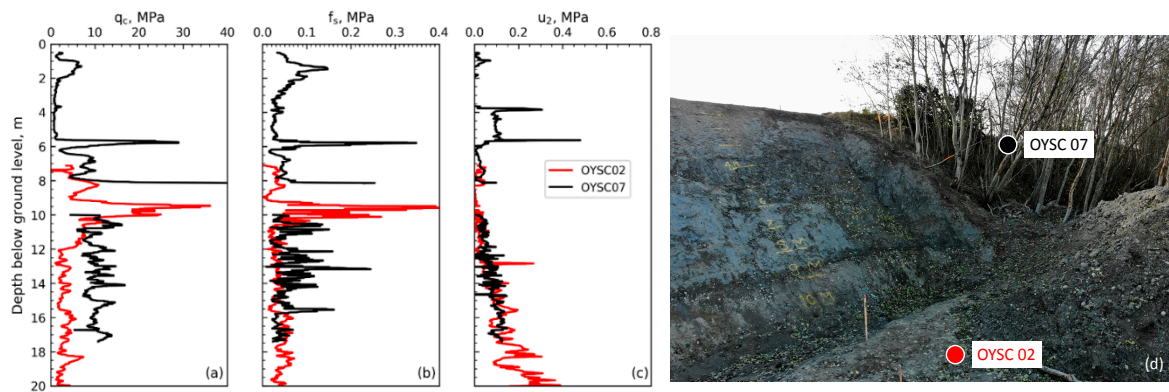 q_c, MPa
f_s, MPa
u_2, MPa
0 10 20 30 40
0.0 0.1 0.2 0.3 0.4
0.0 0.2 0.4 0.6 0.8
Depth below ground level, m
0
2
4
6
8
10
12
14
16
18
20
OYSC02
OYSC07
(a)
(b)
(c)
OYSC 07
9 M
10 M
OYSC 02
(d)